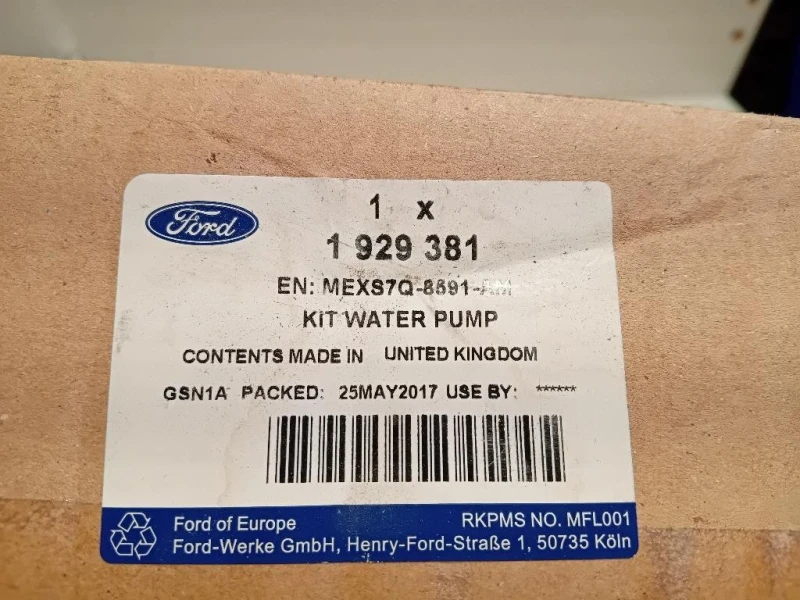 Ford
1 x
1 929 381
EN: MEXS7Q-8591-AM
KIT WATER PUMP
CONTENTS MADE IN UNITED KINGDOM
GSN1A PACKED: 25MAY2017 USE BY: ******
Ford of Europe RKPMS NO. MFL001
Ford-Werke GmbH, Henry-Ford-Straße 1, 50735 Köln